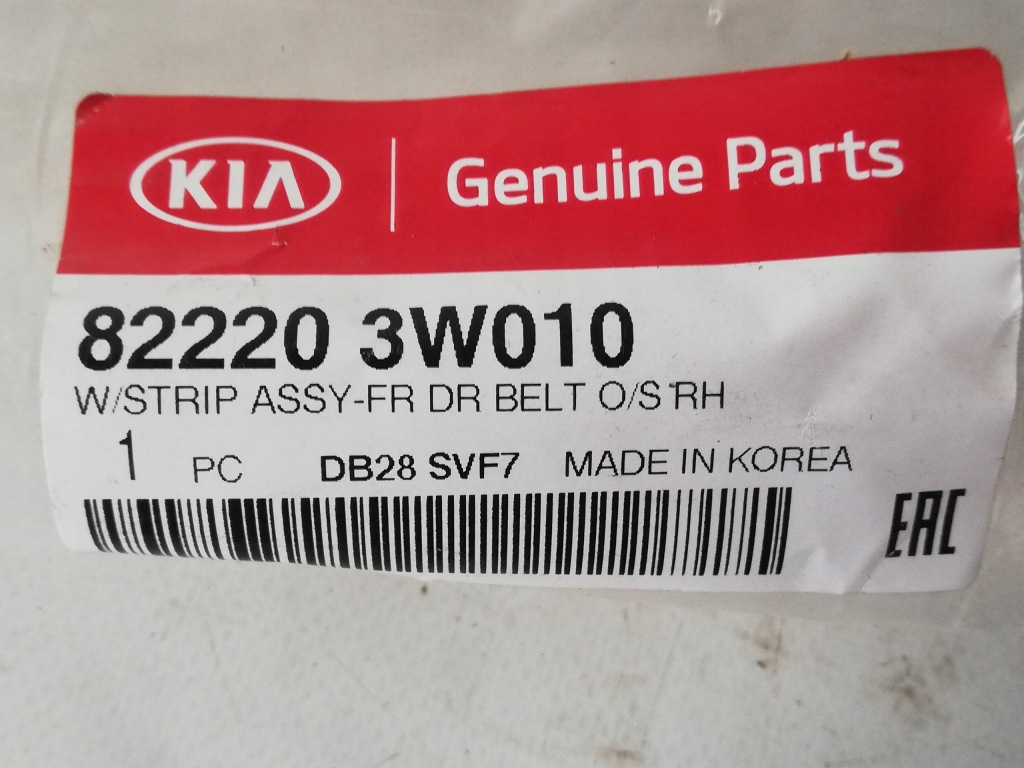 KIA Genuine Parts
82220 3W010
W/STRIP ASSY-FR DR BELT O/S RH
1 PC DB28 SVF7 MADE IN KOREA
EAC